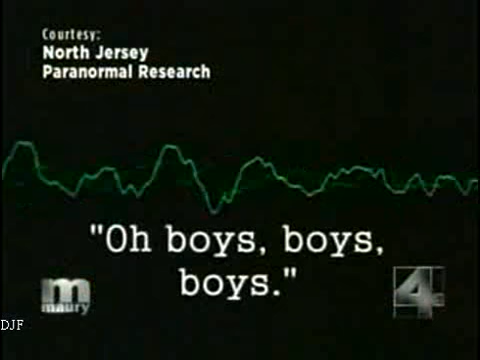 Courtesy:
North Jersey
Paranormal Research
"Oh boys, boys,
boys."
m
maury
4
DJF